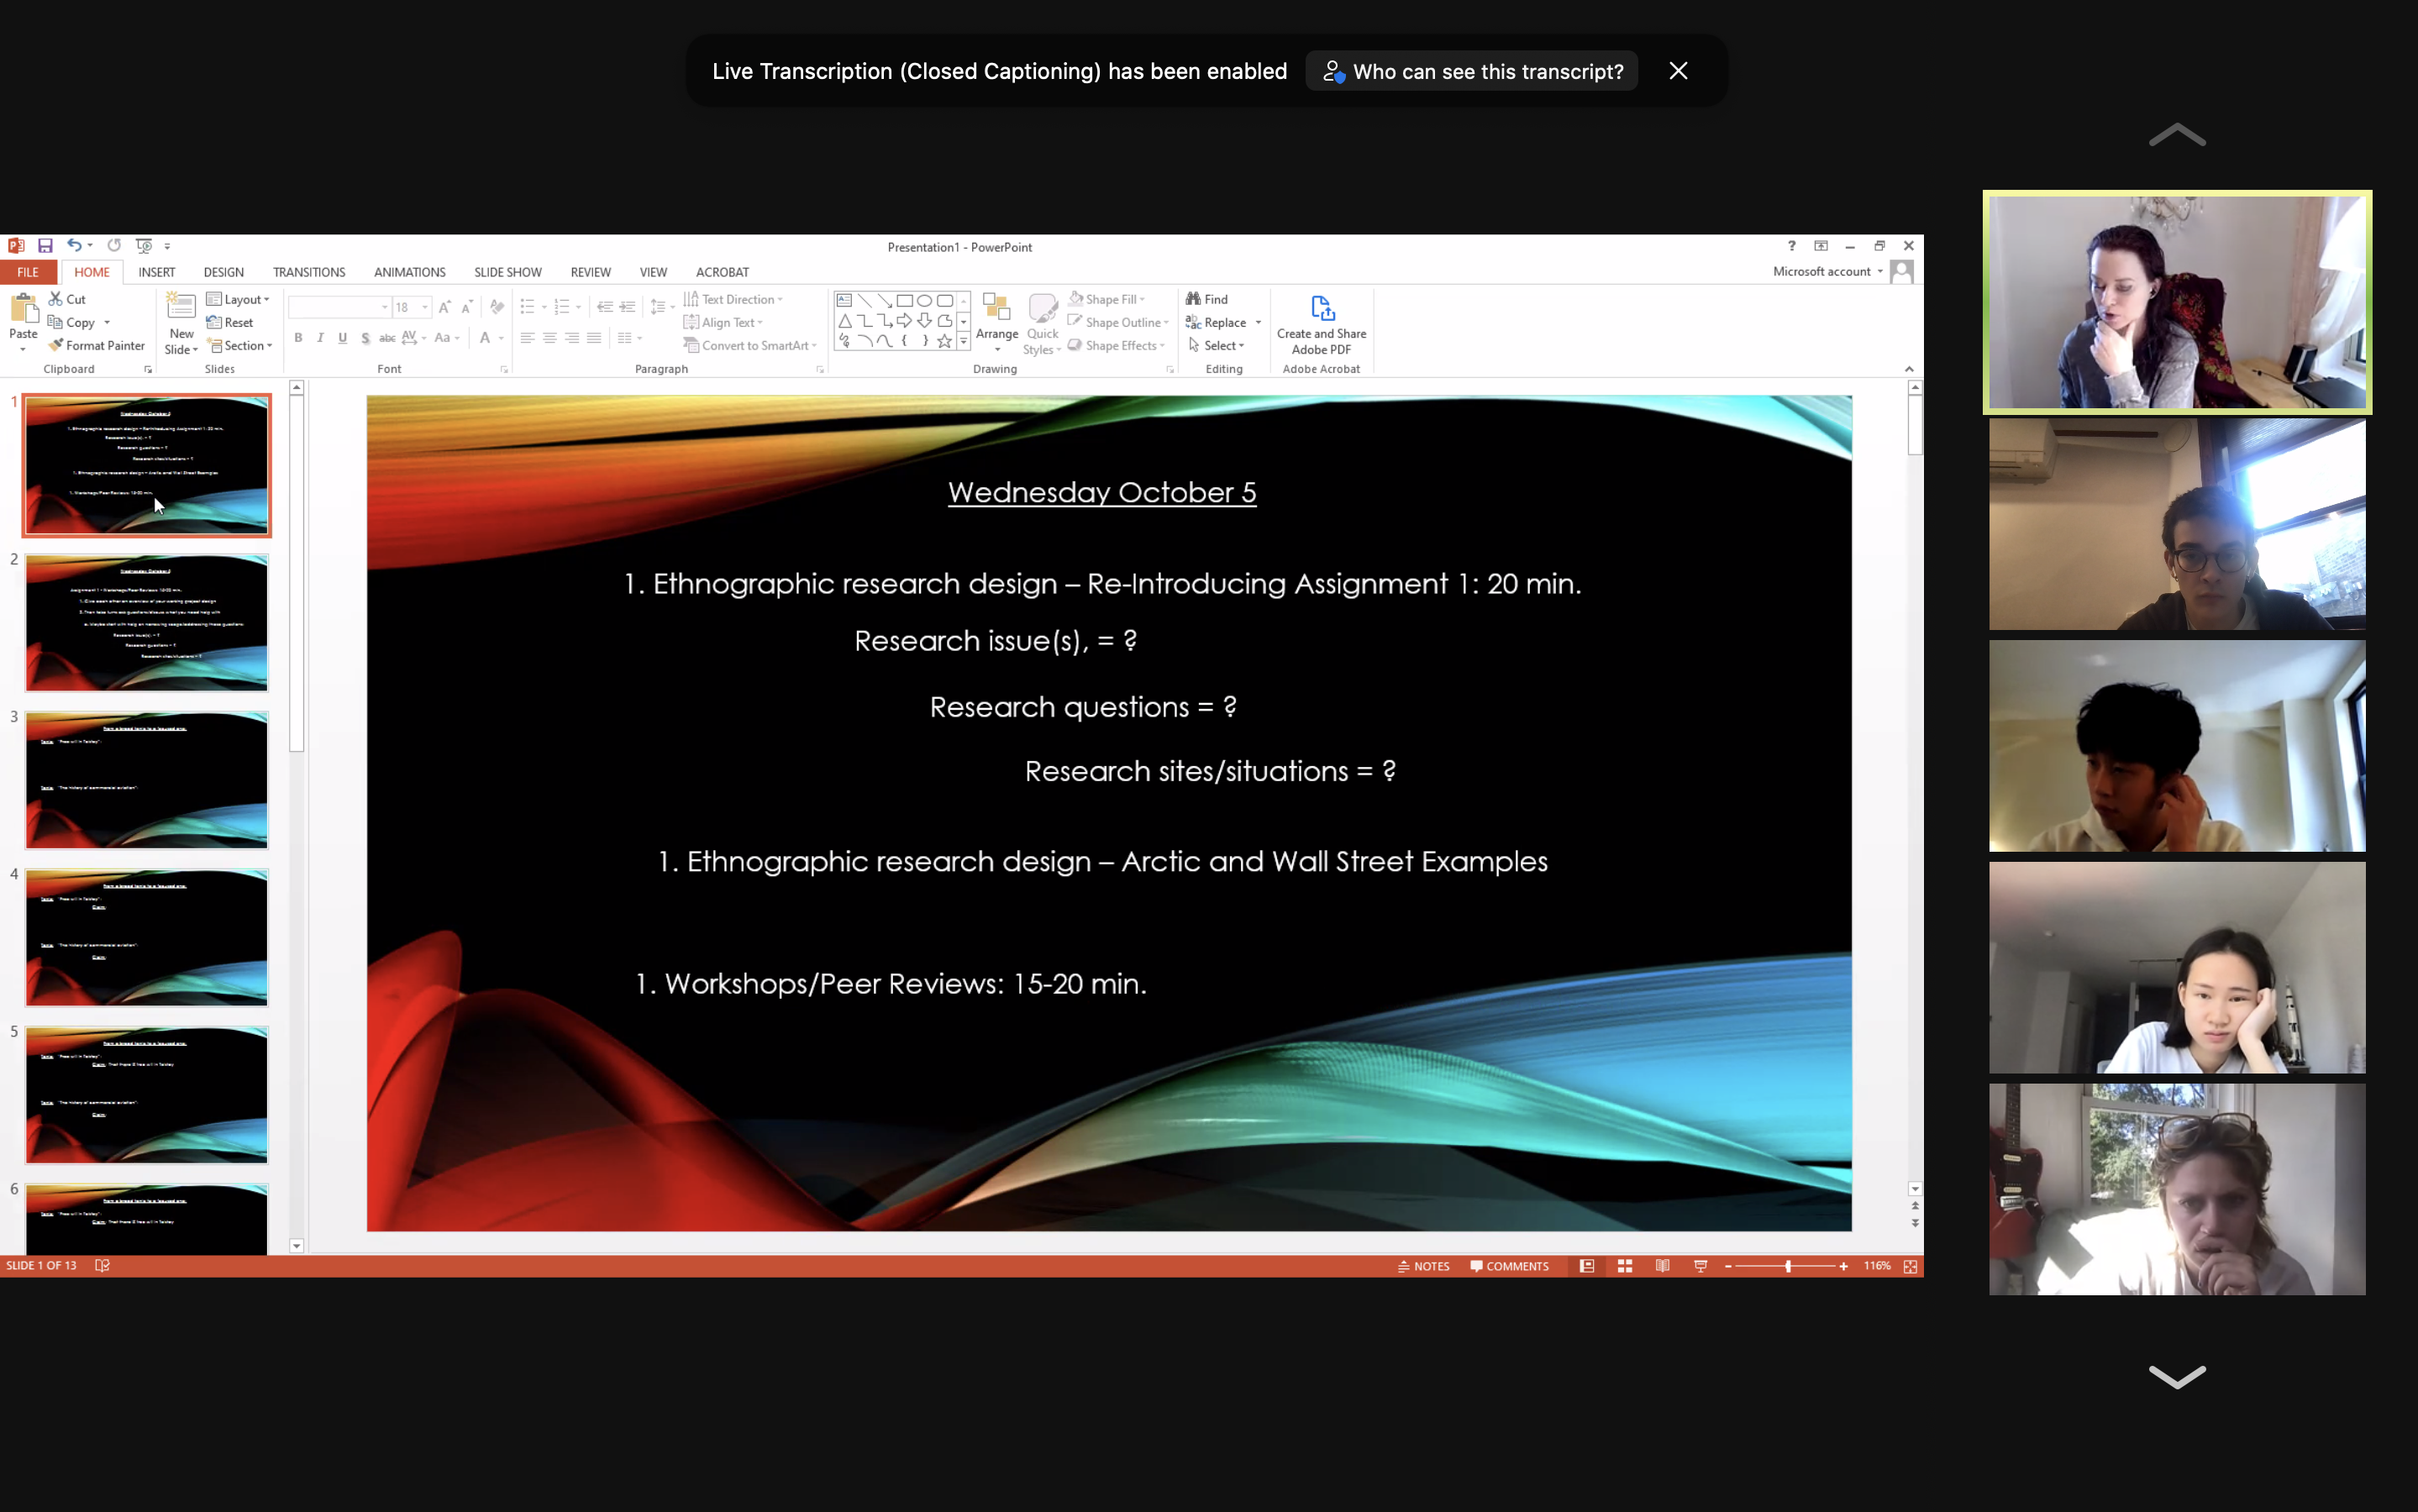 Live Transcription (Closed Captioning) has been enabled
Who can see this transcript?
Presentation1 - PowerPoint
FILE
HOME
INSERT
DESIGN
TRANSITIONS
ANIMATIONS
SLIDE SHOW
REVIEW
VIEW
ACROBAT
Microsoft account
Paste
Cut
Copy
Format Painter
Clipboard
New Slide
Layout
Reset
Section
Slides
18
Font
Text Direction
Align Text
Convert to SmartArt
Paragraph
Arrange
Quick Styles
Shape Fill
Shape Outline
Shape Effects
Drawing
Find
Replace
Select
Editing
Create and Share
Adobe PDF
Adobe Acrobat
1
2
3
4
5
6
Wednesday October 5
1. Ethnographic research design – Re-Introducing Assignment 1: 20 min.
Research issue(s), = ?
Research questions = ?
Research sites/situations = ?
1. Ethnographic research design – Arctic and Wall Street Examples
1. Workshops/Peer Reviews: 15-20 min.
SLIDE 1 OF 13
NOTES
COMMENTS
116%